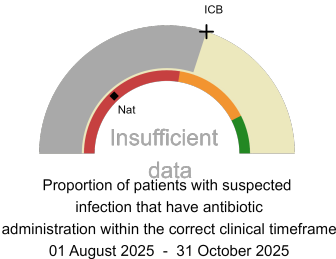 ICB
Nat
Insufficient
data
Proportion of patients with suspected
infection that have antibiotic
administration within the correct clinical timeframe
01 August 2025 - 31 October 2025